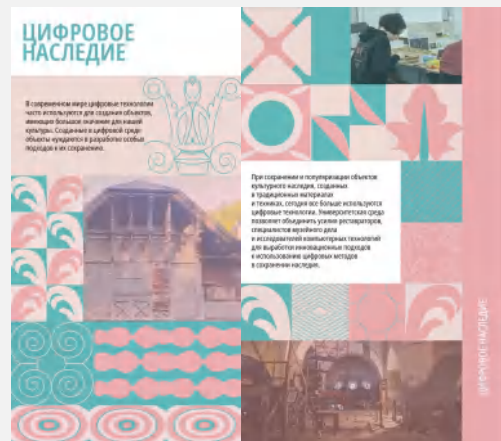 ЦИФРОВОЕ
НАСЛЕДИЕ
В современном мире цифровые технологии
часто используются для создания объектов,
имеющих большое значение для нашей
культуры. Созданные в цифровой среде
объекты нуждаются в разработке особых
подходов к их сохранению.
При сохранении и популяризации объектов
культурного наследия, созданных
в традиционных материалах
и техниках, сегодня все больше используются
цифровые технологии. Университетская среда
позволяет объединить усилия реставраторов,
специалистов музейного дела
и исследователей компьютерных технологий
для выработки инновационных подходов
к использованию цифровых методов
в сохранении наследия.
ЦИФРОВОЕ НАСЛЕДИЕ